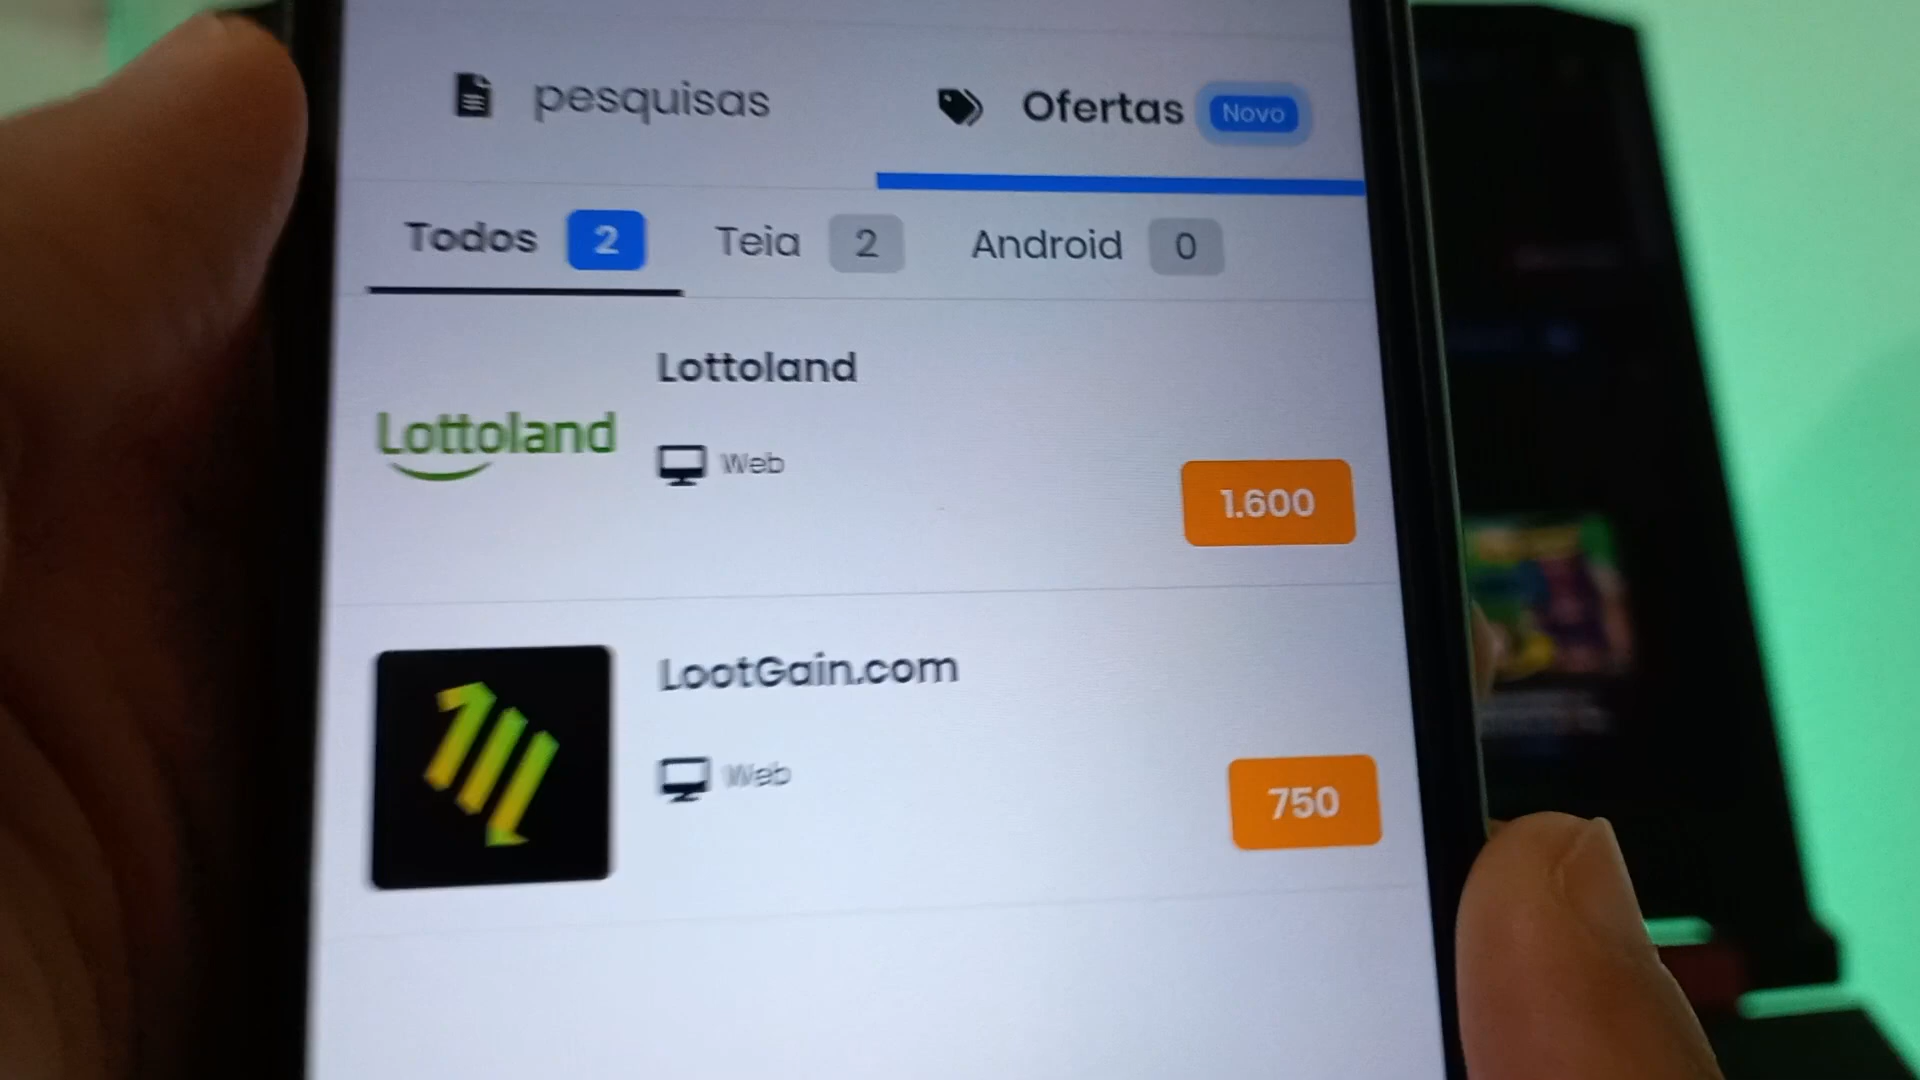 pesquisas
Ofertas Novo
Todos 2 Teia 2 Android 0
Lottoland
Lottoland
Web
1.600
LootGain.com
Web
750